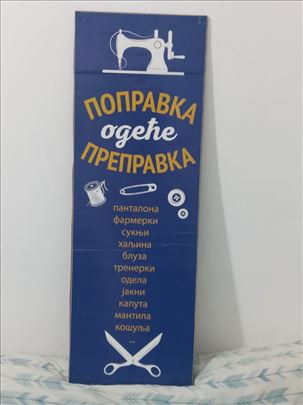 ПОПРАВКА
одеће
ПРЕПРАВКА
панталона
фармерки
сукњи
хаљина
блуза
тренерки
одела
јакни
капута
мантила
кошуља
...